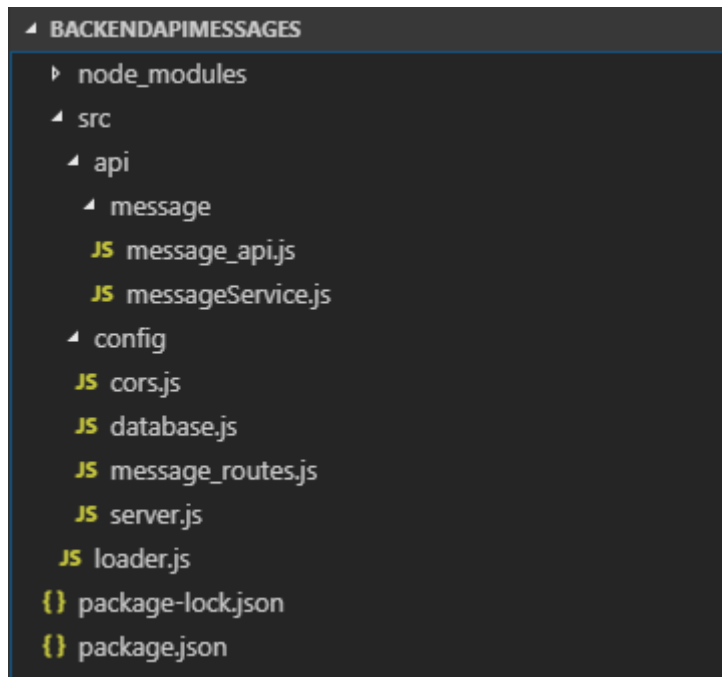 BACKENDAPIMESSAGES
node_modules
src
api
message
JS message_api.js
JS messageService.js
config
JS cors.js
JS database.js
JS message_routes.js
JS server.js
JS loader.js
{} package-lock.json
{} package.json